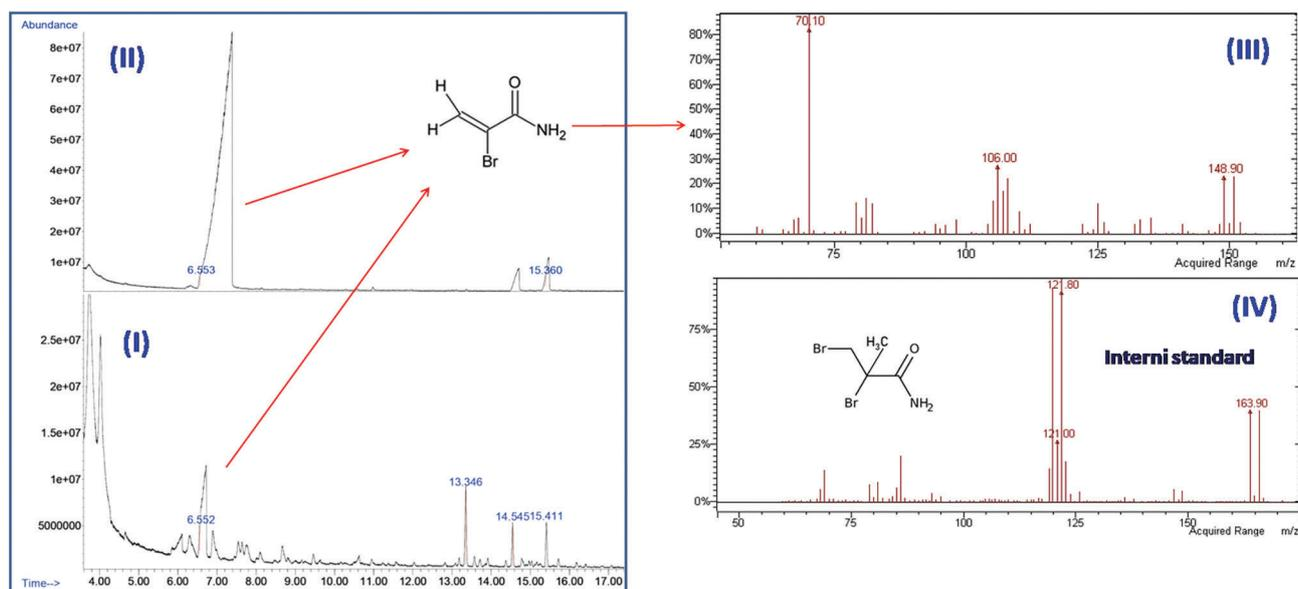 Abundance
(II)
8e+07
7e+07
6e+07
5e+07
4e+07
3e+07
2e+07
1e+07
6.553
15.360
H
H
O
NH2
Br
(I)
2.5e+07
2e+07
1.5e+07
1e+07
5000000
6.552
13.346
14.545
15.411
Time-->
4.00 5.00 6.00 7.00 8.00 9.00 10.00 11.00 12.00 13.00 14.00 15.00 16.00 17.00
(III)
70.10
80%
70%
60%
50%
40%
30%
20%
10%
0%
106.00
148.90
75 100 125 150
Acquired Range m/z
(IV)
121.80
Interni standard
75%
50%
25%
0%
H3C
O
Br
Br
NH2
121.00
163.90
50 75 100 125 150
Acquired Range m/z